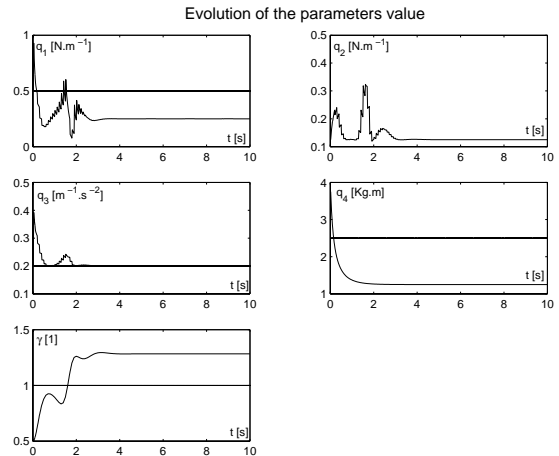 Evolution of the parameters value
q1 [N.m-1]
1
0.5
0
0 2 4 6 8 10
t [s]
q2 [N.m-1]
0.5
0.4
0.3
0.2
0.1
0 2 4 6 8 10
t [s]
q3 [m-1.s-2]
0.5
0.4
0.3
0.2
0.1
0 2 4 6 8 10
t [s]
q4 [Kg.m]
4
3
2
1
0 2 4 6 8 10
t [s]
γ [1]
1.5
1
0.5
0 2 4 6 8 10
t [s]